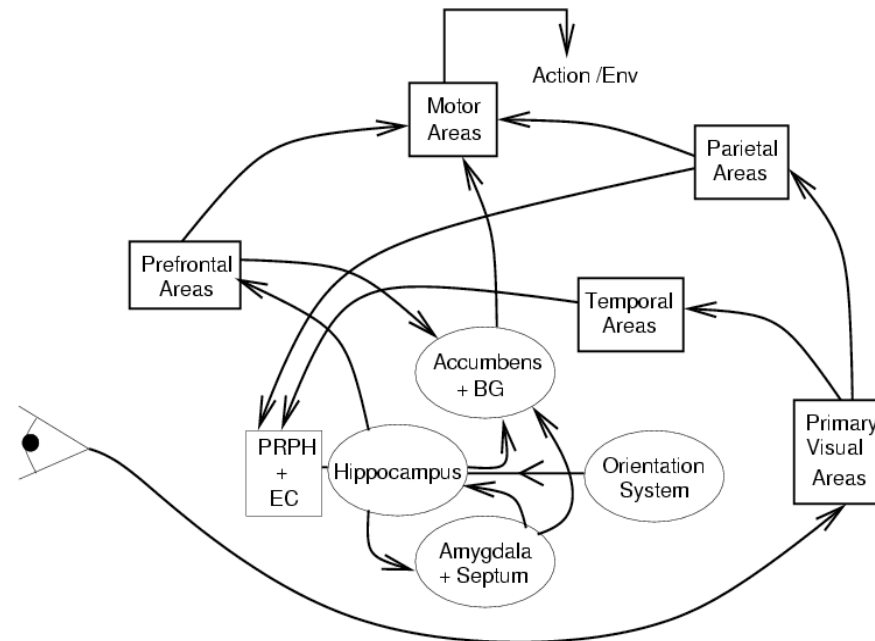 Action /Env
Motor
Areas
Parietal
Areas
Prefrontal
Areas
Temporal
Areas
Accumbens
+ BG
Primary
Visual
Areas
PRPH
+
EC
Hippocampus
Orientation
System
Amygdala
+ Septum